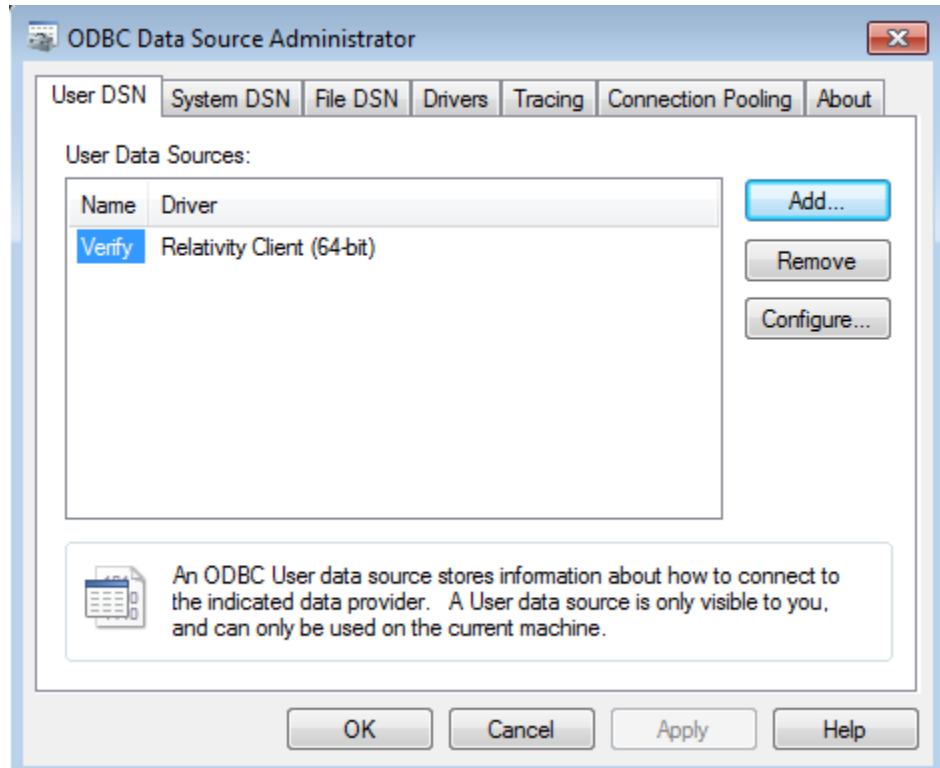 ODBC Data Source Administrator
User DSN System DSN File DSN Drivers Tracing Connection Pooling About
User Data Sources:
Name Driver Add...
Verify Relativity Client (64-bit)
Remove
Configure...
An ODBC User data source stores information about how to connect to
the indicated data provider. A User data source is only visible to you,
and can only be used on the current machine.
OK Cancel Apply Help